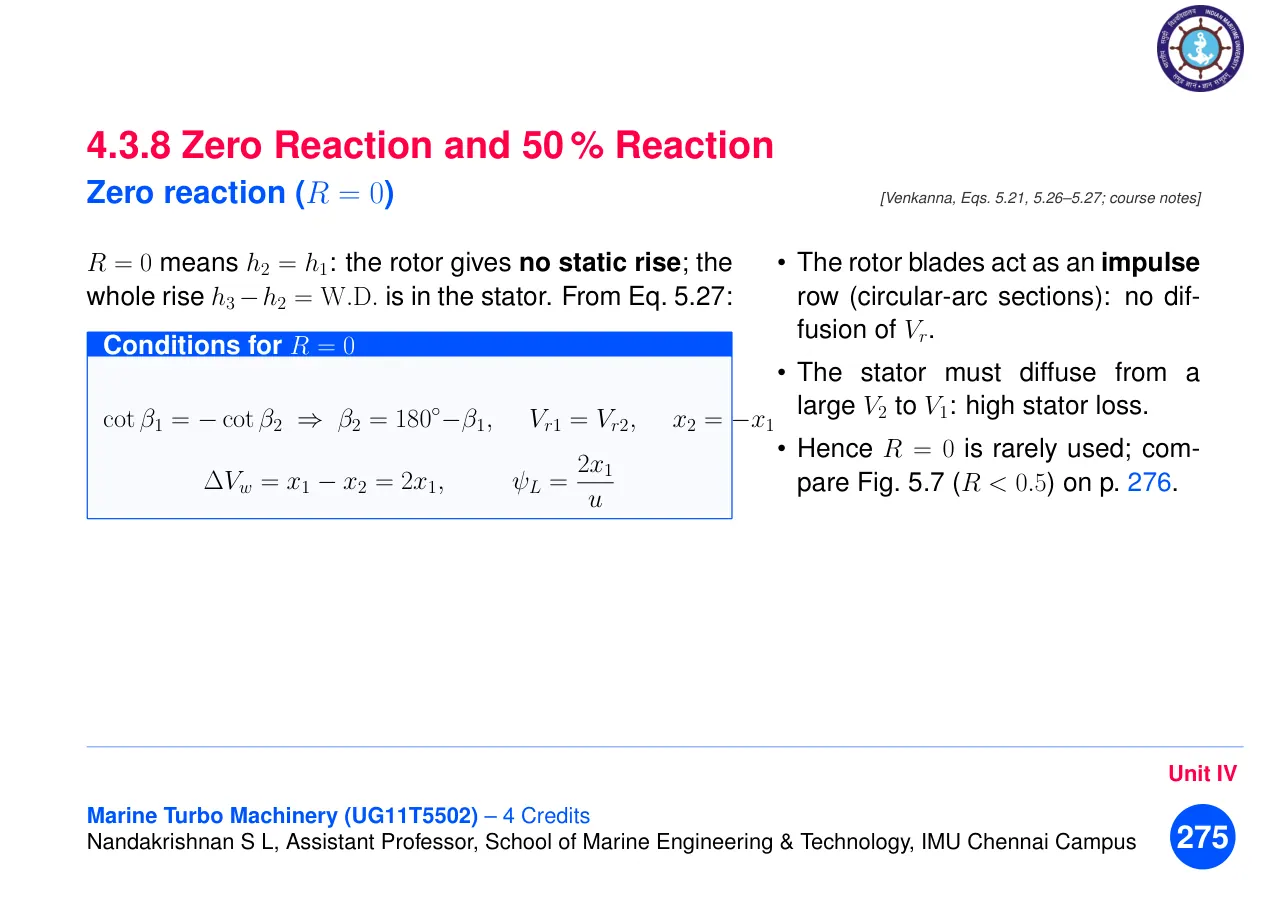 INDIAN MARITIME UNIVERSITY
4.3.8 Zero Reaction and 50 % Reaction
Zero reaction (R = 0)
[Venkanna, Eqs. 5.21, 5.26–5.27; course notes]
R = 0 means h₂ = h₁: the rotor gives no static rise; the
whole rise h₃ − h₂ = W.D. is in the stator. From Eq. 5.27:
Conditions for R = 0
cot β₁ = − cot β₂ ⇒ β₂ = 180° − β₁, Vᵣ₁ = Vᵣ₂, x₂ = −x₁
ΔV_w = x₁ − x₂ = 2x₁, ψ_L = 2x₁/u
• The rotor blades act as an impulse
row (circular-arc sections): no dif-
fusion of Vᵣ.
• The stator must diffuse from a
large V₂ to V₁: high stator loss.
• Hence R = 0 is rarely used; com-
pare Fig. 5.7 (R < 0.5) on p. 276.
Unit IV
Marine Turbo Machinery (UG11T5502) – 4 Credits
Nandakrishnan S L, Assistant Professor, School of Marine Engineering & Technology, IMU Chennai Campus
275